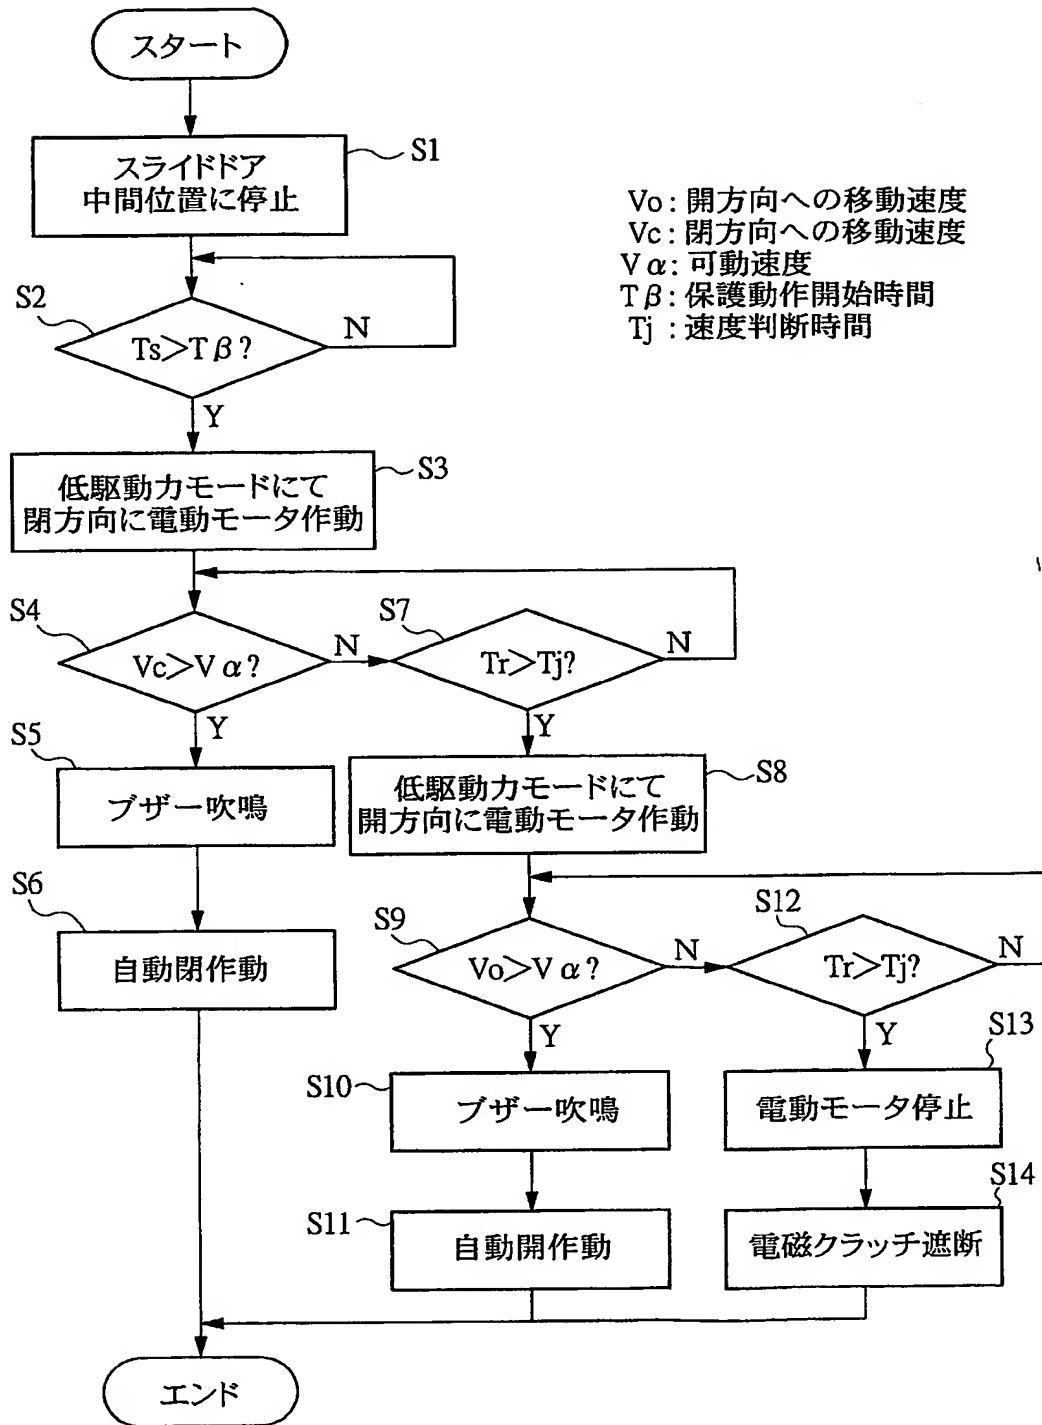 スタート
スライドドア
中間位置に停止
S1
Vo : 開方向への移動速度
Vc : 閉方向への移動速度
Vα: 可動速度
Tβ: 保護動作開始時間
Tj : 速度判断時間
S2
Ts>Tβ?
N
Y
低駆動力モードにて
閉方向に電動モータ作動
S3
S4
Vc>Vα?
N
Y
S7
Tr>Tj?
N
Y
S5
ブザー吹鳴
低駆動力モードにて
開方向に電動モータ作動
S8
S6
自動閉作動
S9
Vo>Vα?
N
Y
S12
Tr>Tj?
N
Y
S10
ブザー吹鳴
S13
電動モータ停止
S11
自動開作動
S14
電磁クラッチ遮断
エンド